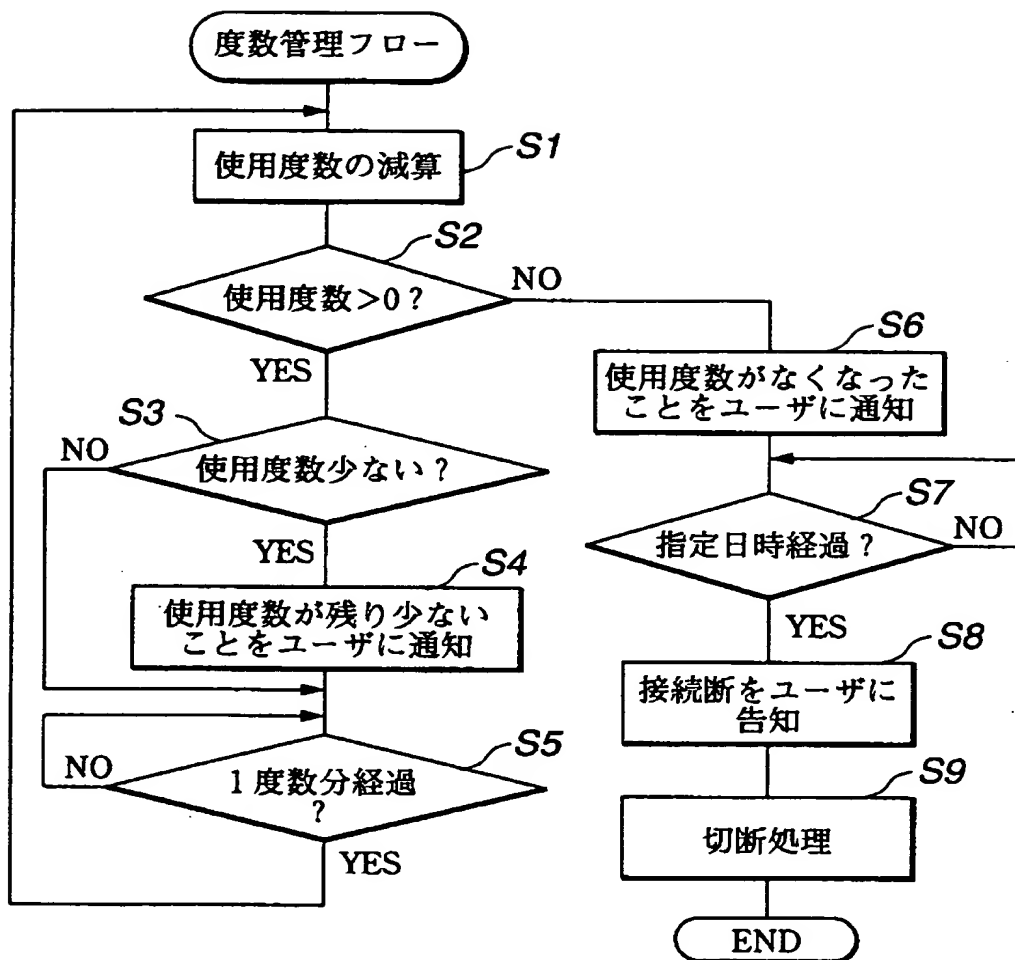 度数管理フロー
使用度数の減算
S1
使用度数>0?
S2
NO
YES
使用度数少ない?
S3
NO
YES
使用度数が残り少ない
ことをユーザに通知
S4
1度数分経過
?
S5
NO
YES
使用度数がなくなった
ことをユーザに通知
S6
指定日時経過?
S7
NO
YES
接続断をユーザに
告知
S8
切断処理
S9
END